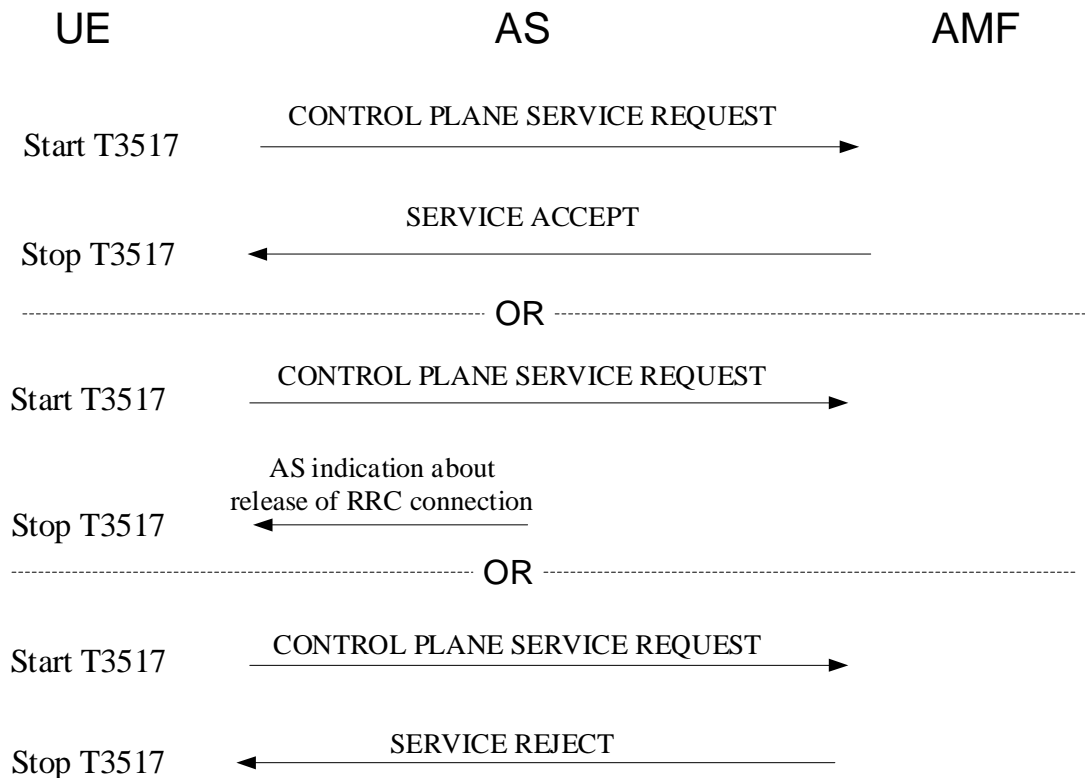 UE AS AMF
CONTROL PLANE SERVICE REQUEST
Start T3517
SERVICE ACCEPT
Stop T3517
OR
CONTROL PLANE SERVICE REQUEST
Start T3517
AS indication about
release of RRC connection
Stop T3517
OR
CONTROL PLANE SERVICE REQUEST
Start T3517
SERVICE REJECT
Stop T3517